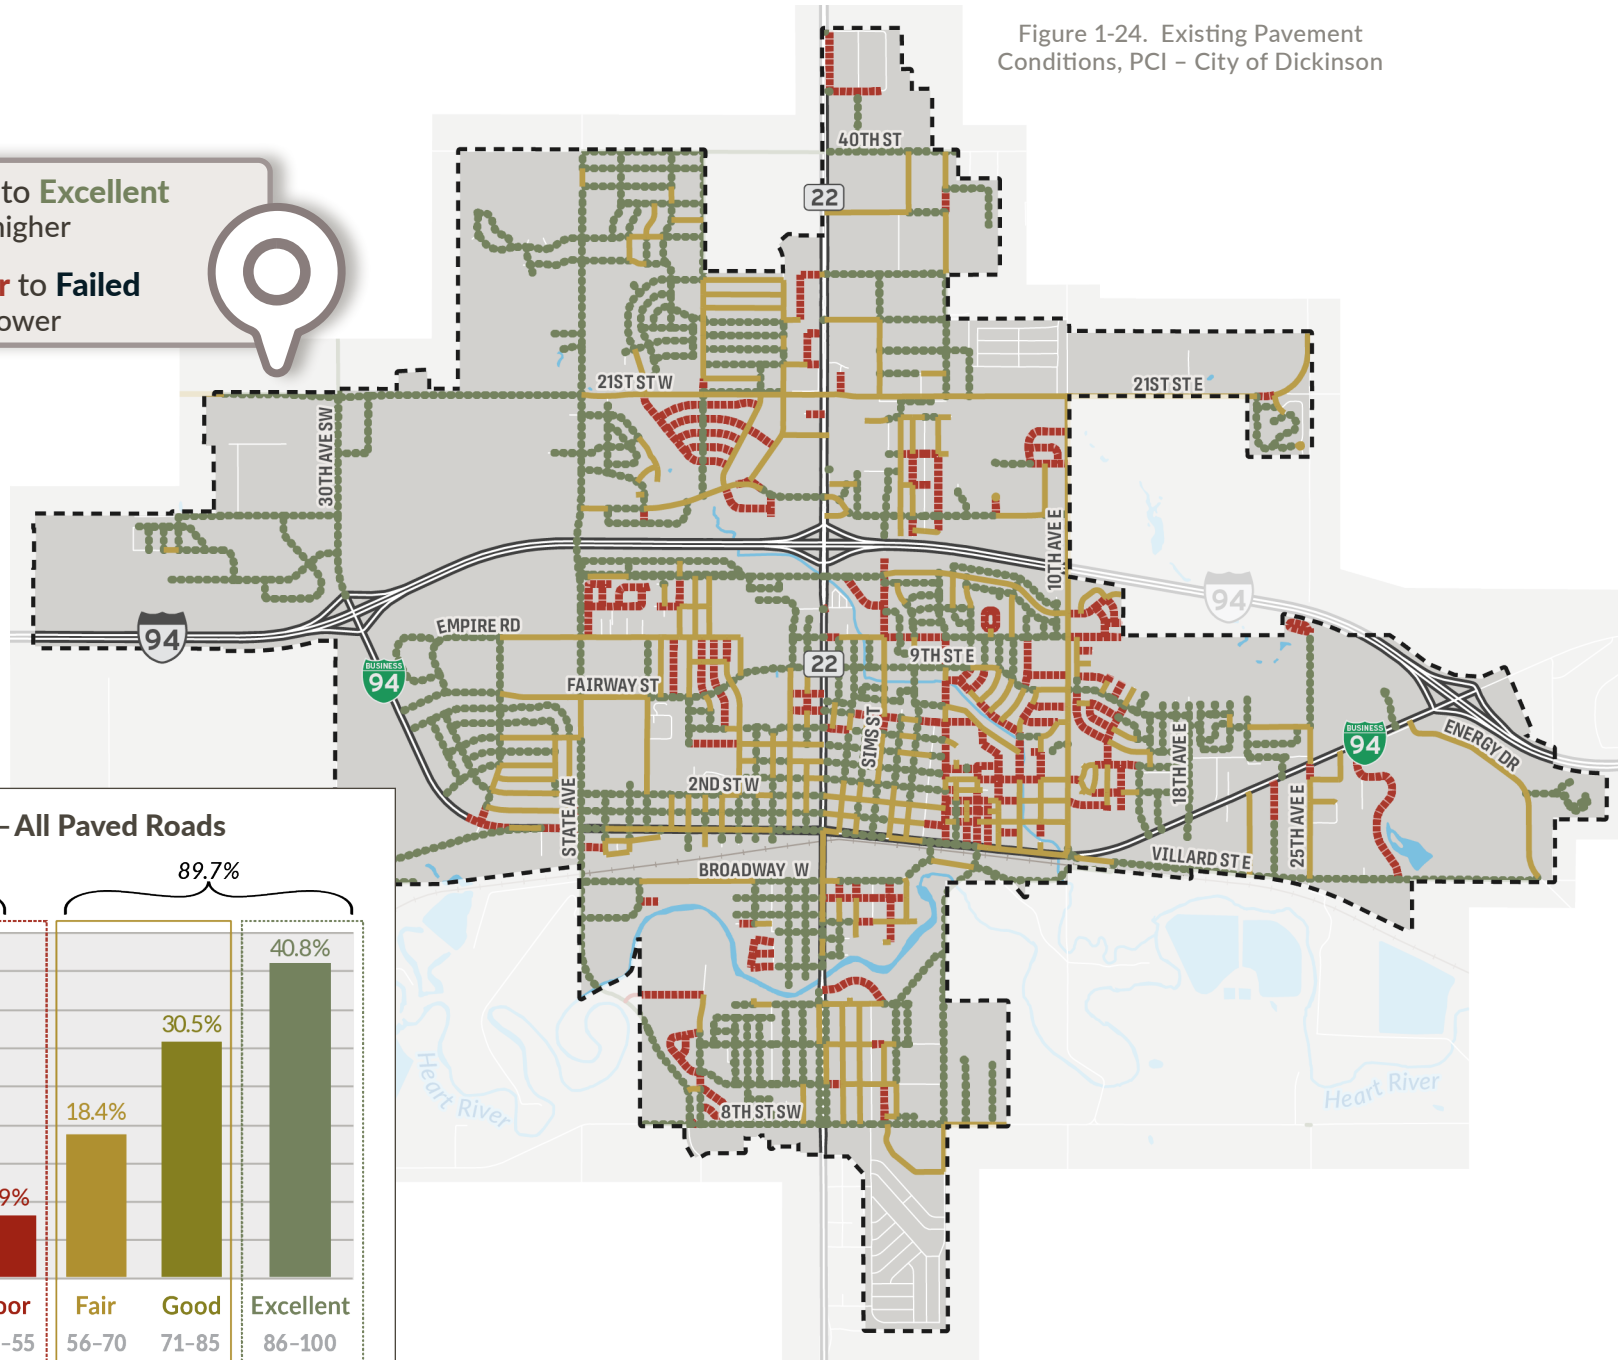 Figure 1-24. Existing Pavement
Conditions, PCI – City of Dickinson
to Excellent
to Failed
40TH ST
22
21ST ST W
21ST ST E
30TH AVE SW
10TH AVE E
94
94
EMPIRE RD
BUSINESS
94
22
9TH ST E
FAIRWAY ST
SIMS ST
18TH AVE E
BUSINESS
94
ENERGY DR
2ND ST W
STATE AVE
25TH AVE E
VILLARD ST E
BROADWAY W
8TH ST SW
Heart River
Heart River
– All Paved Roads
89.7%
40.8%
30.5%
18.4%
9%
Fair
Good
Excellent
–55
56–70
71–85
86–100